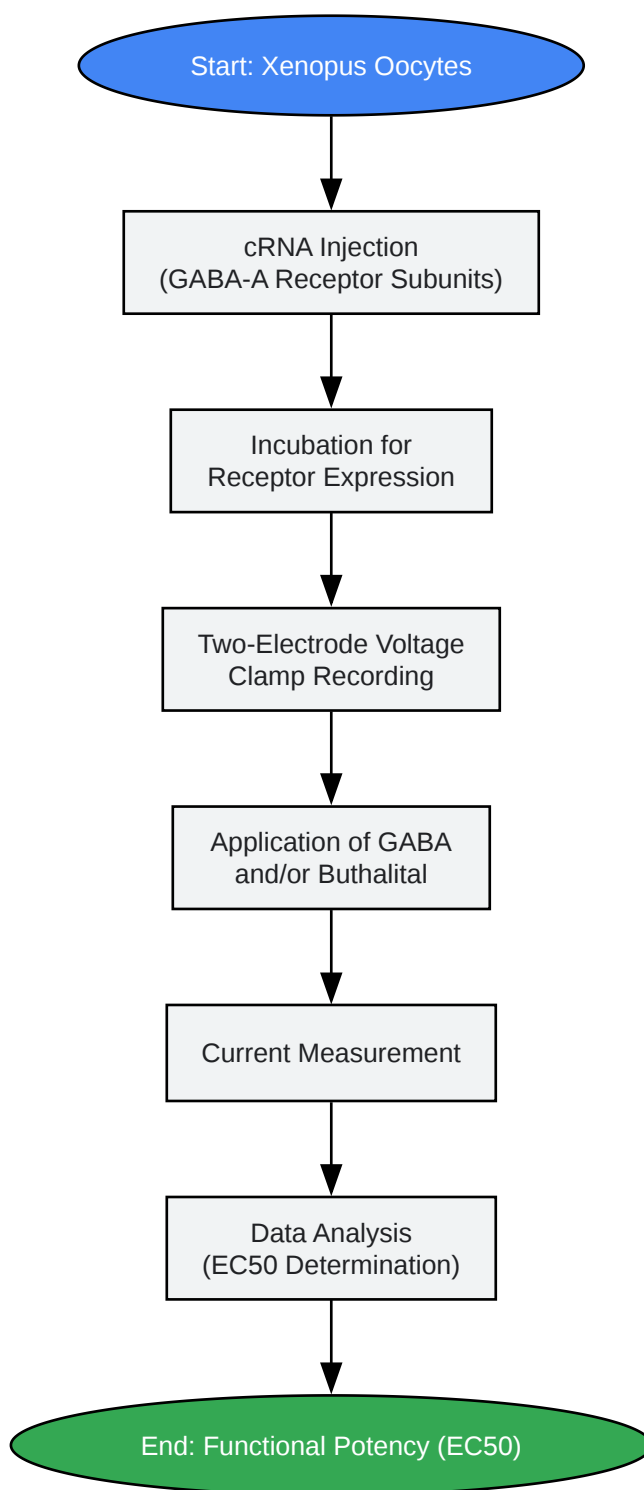 Start: Xenopus Oocytes
cRNA Injection
(GABA-A Receptor Subunits)
Incubation for
Receptor Expression
Two-Electrode Voltage
Clamp Recording
Application of GABA
and/or Buthalital
Current Measurement
Data Analysis
(EC50 Determination)
End: Functional Potency (EC50)